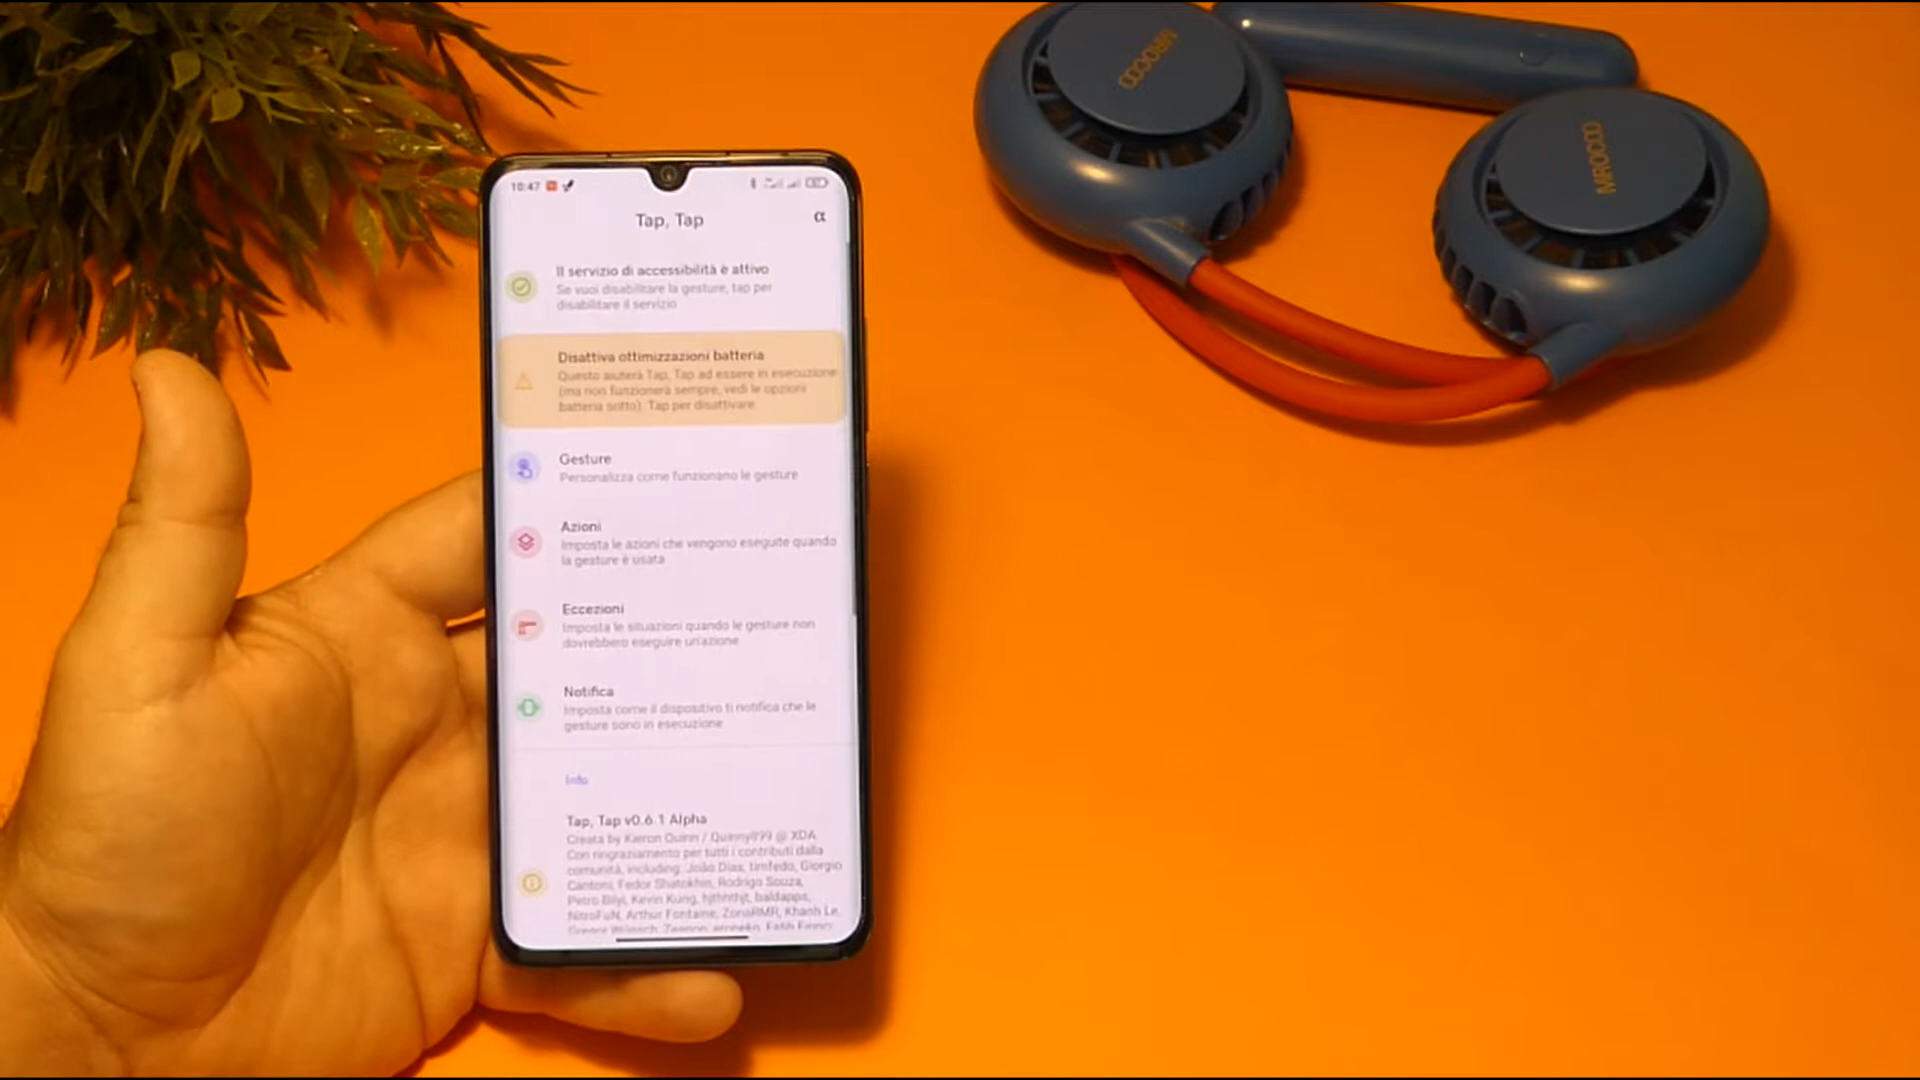 10:47
Tap, Tap
α
Il servizio di accessibilità è attivo
Se vuoi disabilitare la gesture, tap per
disabilitare il servizio
Disattiva ottimizzazioni batteria
Questo aiuterà Tap, Tap ad essere in esecuzione
(ma non funzionerà sempre, vedi le opzioni
batteria sotto). Tap per disattivare
Gesture
Personalizza come funzionano le gesture
Azioni
Imposta le azioni che vengono eseguite quando
la gesture è usata
Eccezioni
Imposta le situazioni quando le gesture non
dovrebbero eseguire un'azione
Notifica
Imposta come il dispositivo ti notifica che le
gesture sono in esecuzione
Info
Tap, Tap v0.6.1 Alpha
Creata by Kieron Quinn / Quinny899 @ XDA
Con ringraziamento per tutti i contributi dalla
comunità, including: João Dias, timfedo, Giorgio
Cantoni, Fedor Shatokhin, Rodrigo Souza,
Petro Bilyi, Kevin Kung, hjthhthjt, baldapps,
NitroFuN, Arthur Fontaine, ZonaRMR, Khanh Le,
MROCOO
MROCOO